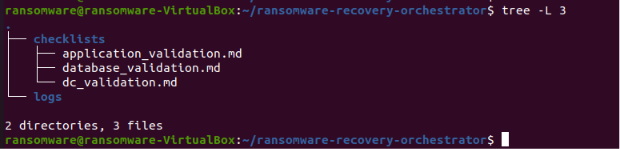 ransomware@ransomware-VirtualBox:~/ransomware-recovery-orchestrator$ tree -L 3
.
├── checklists
│   ├── application_validation.md
│   ├── database_validation.md
│   └── dc_validation.md
└── logs

2 directories, 3 files
ransomware@ransomware-VirtualBox:~/ransomware-recovery-orchestrator$